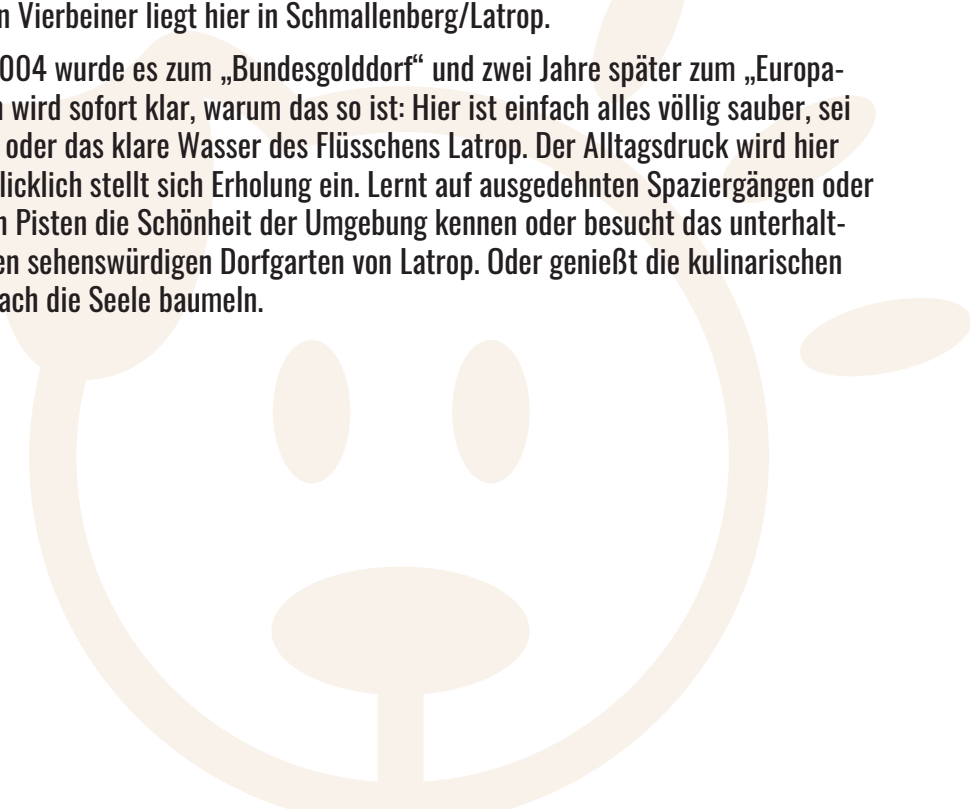 n Vierbeiner liegt hier in Schmallenberg/Latrop.
004 wurde es zum „Bundesgolddorf“ und zwei Jahre später zum „Europa-
wird sofort klar, warum das so ist: Hier ist einfach alles völlig sauber, sei
oder das klare Wasser des Flüsschens Latrop. Der Alltagsdruck wird hier
licklich stellt sich Erholung ein. Lernt auf ausgedehnten Spaziergängen oder
n Pisten die Schönheit der Umgebung kennen oder besucht das unterhalt-
en sehenswürdigen Dorfgarten von Latrop. Oder genießt die kulinarischen
ach die Seele baumeln.